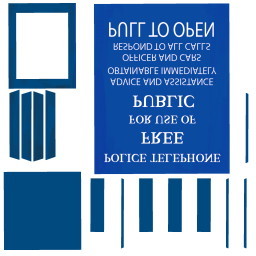 POLICE TELEPHONE
FREE
FOR USE OF
PUBLIC
ADVICE AND ASSISTANCE
OBTAINABLE IMMEDIATELY
OFFICER AND CARS
RESPOND TO ALL CALLS
PULL TO OPEN